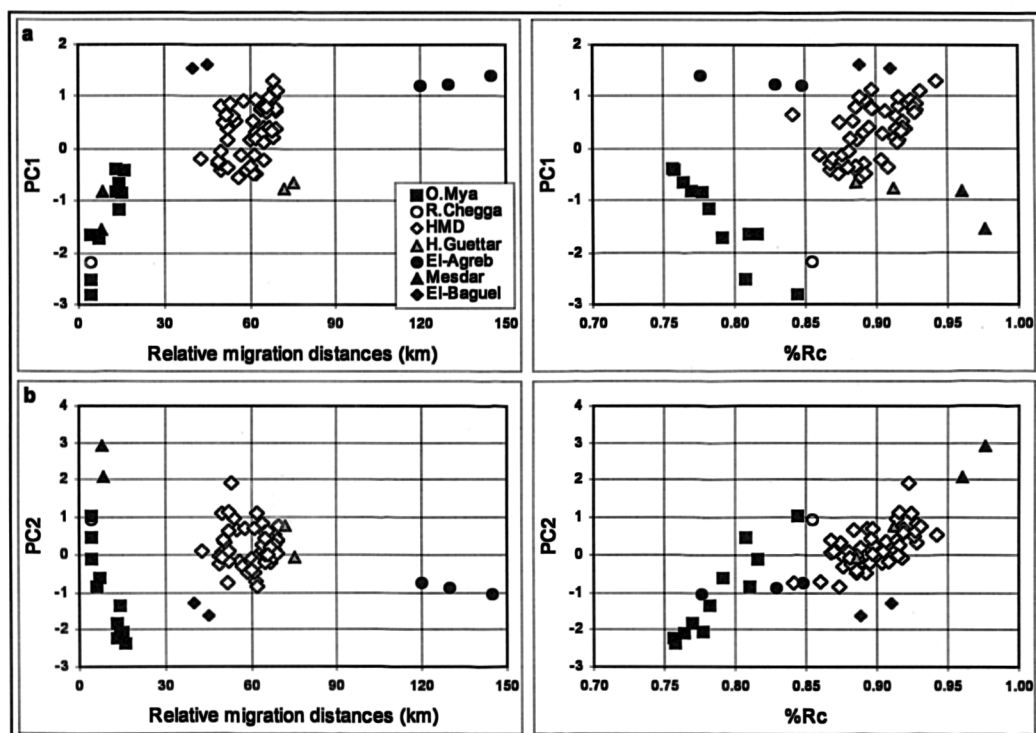 a
PC1
2
1
0
-1
-2
-3
0 30 60 90 120 150
Relative migration distances (km)
O.Mya
R.Chegga
HMD
H.Guettar
El-Agreb
Mesdar
El-Baguel
PC1
2
1
0
-1
-2
-3
0.70 0.75 0.80 0.85 0.90 0.95 1.00
%Rc
b
PC2
4
3
2
1
0
-1
-2
-3
0 30 60 90 120 150
Relative migration distances (km)
PC2
4
3
2
1
0
-1
-2
-3
0.70 0.75 0.80 0.85 0.90 0.95 1.00
%Rc